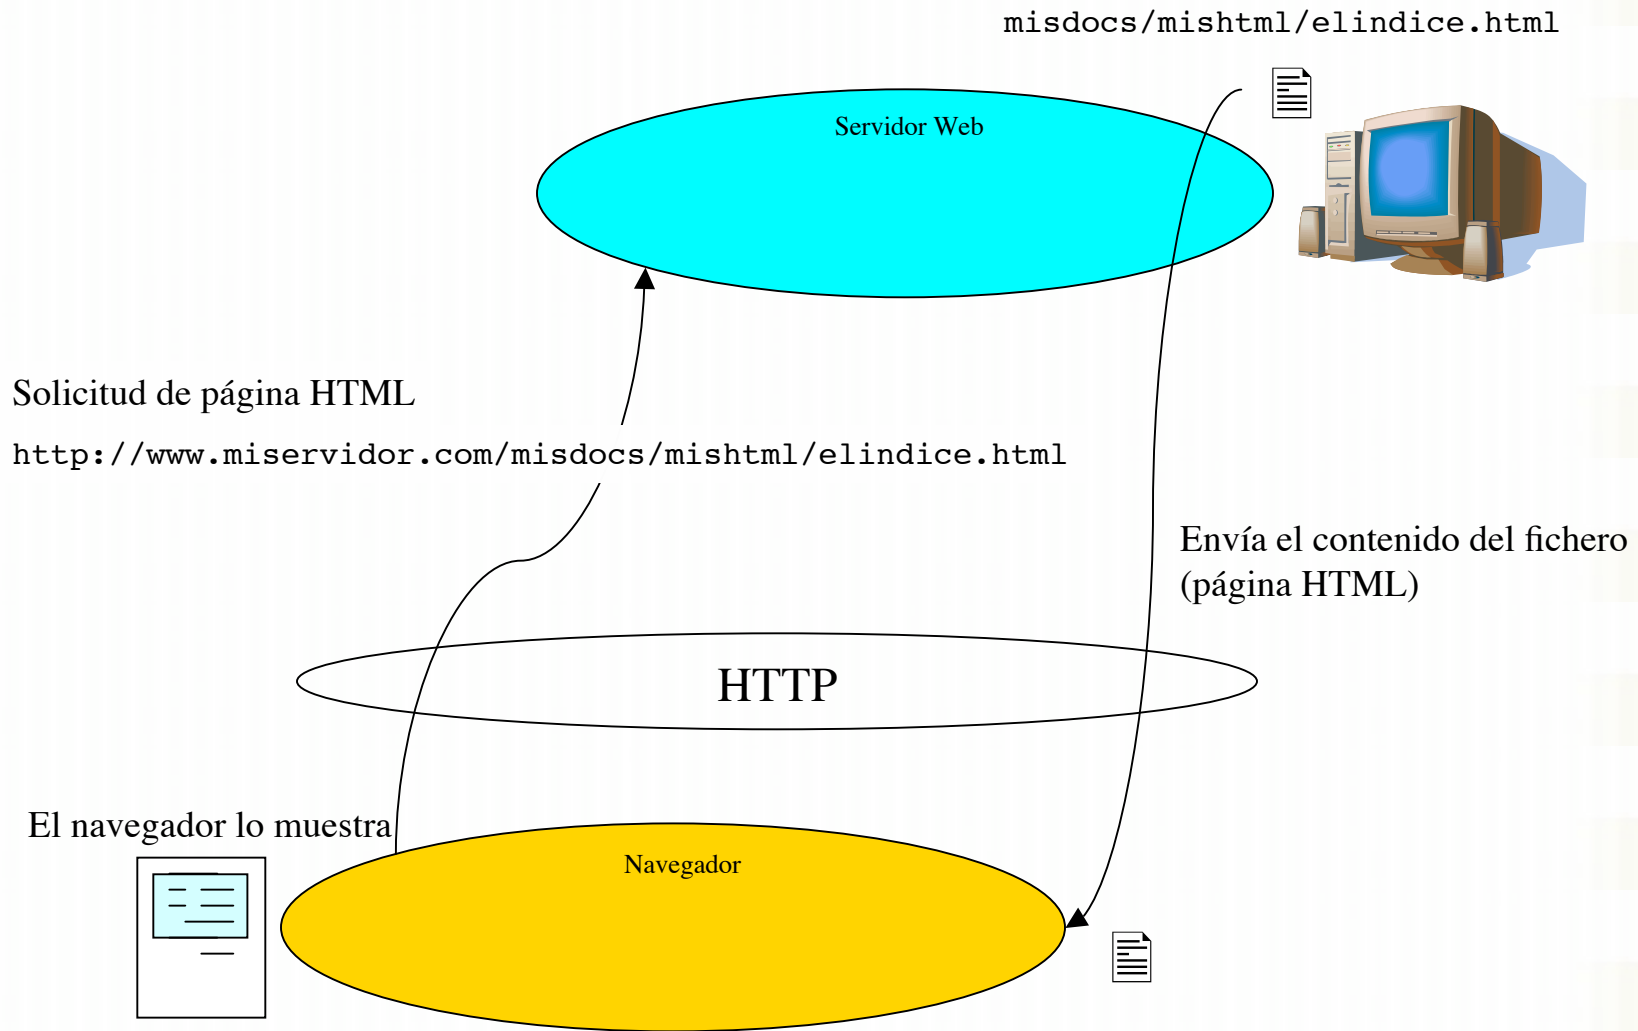 misdocs/mishtml/elindice.html
Servidor Web
Solicitud de página HTML
http://www.miservidor.com/misdocs/mishtml/elindice.html
Envía el contenido del fichero
(página HTML)
HTTP
El navegador lo muestra
Navegador